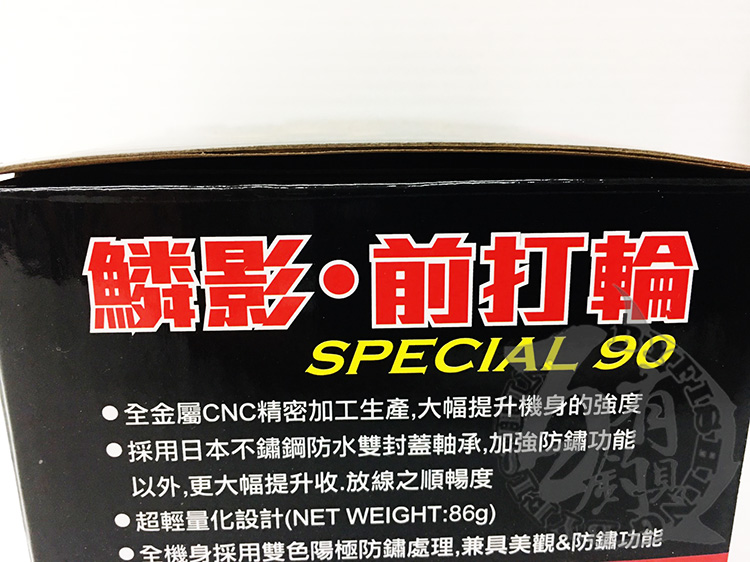 鱗影·前打輪
SPECIAL 90
●全金屬CNC精密加工生產,大幅提升機身的強度
●採用日本不鏽鋼防水雙封蓋軸承,加強防鏽功能
以外,更大幅提升收.放線之順暢度
●超輕量化設計(NET WEIGHT:86g)
●全機身採用雙色陽極防鏽處理,兼具美觀&防鏽功能